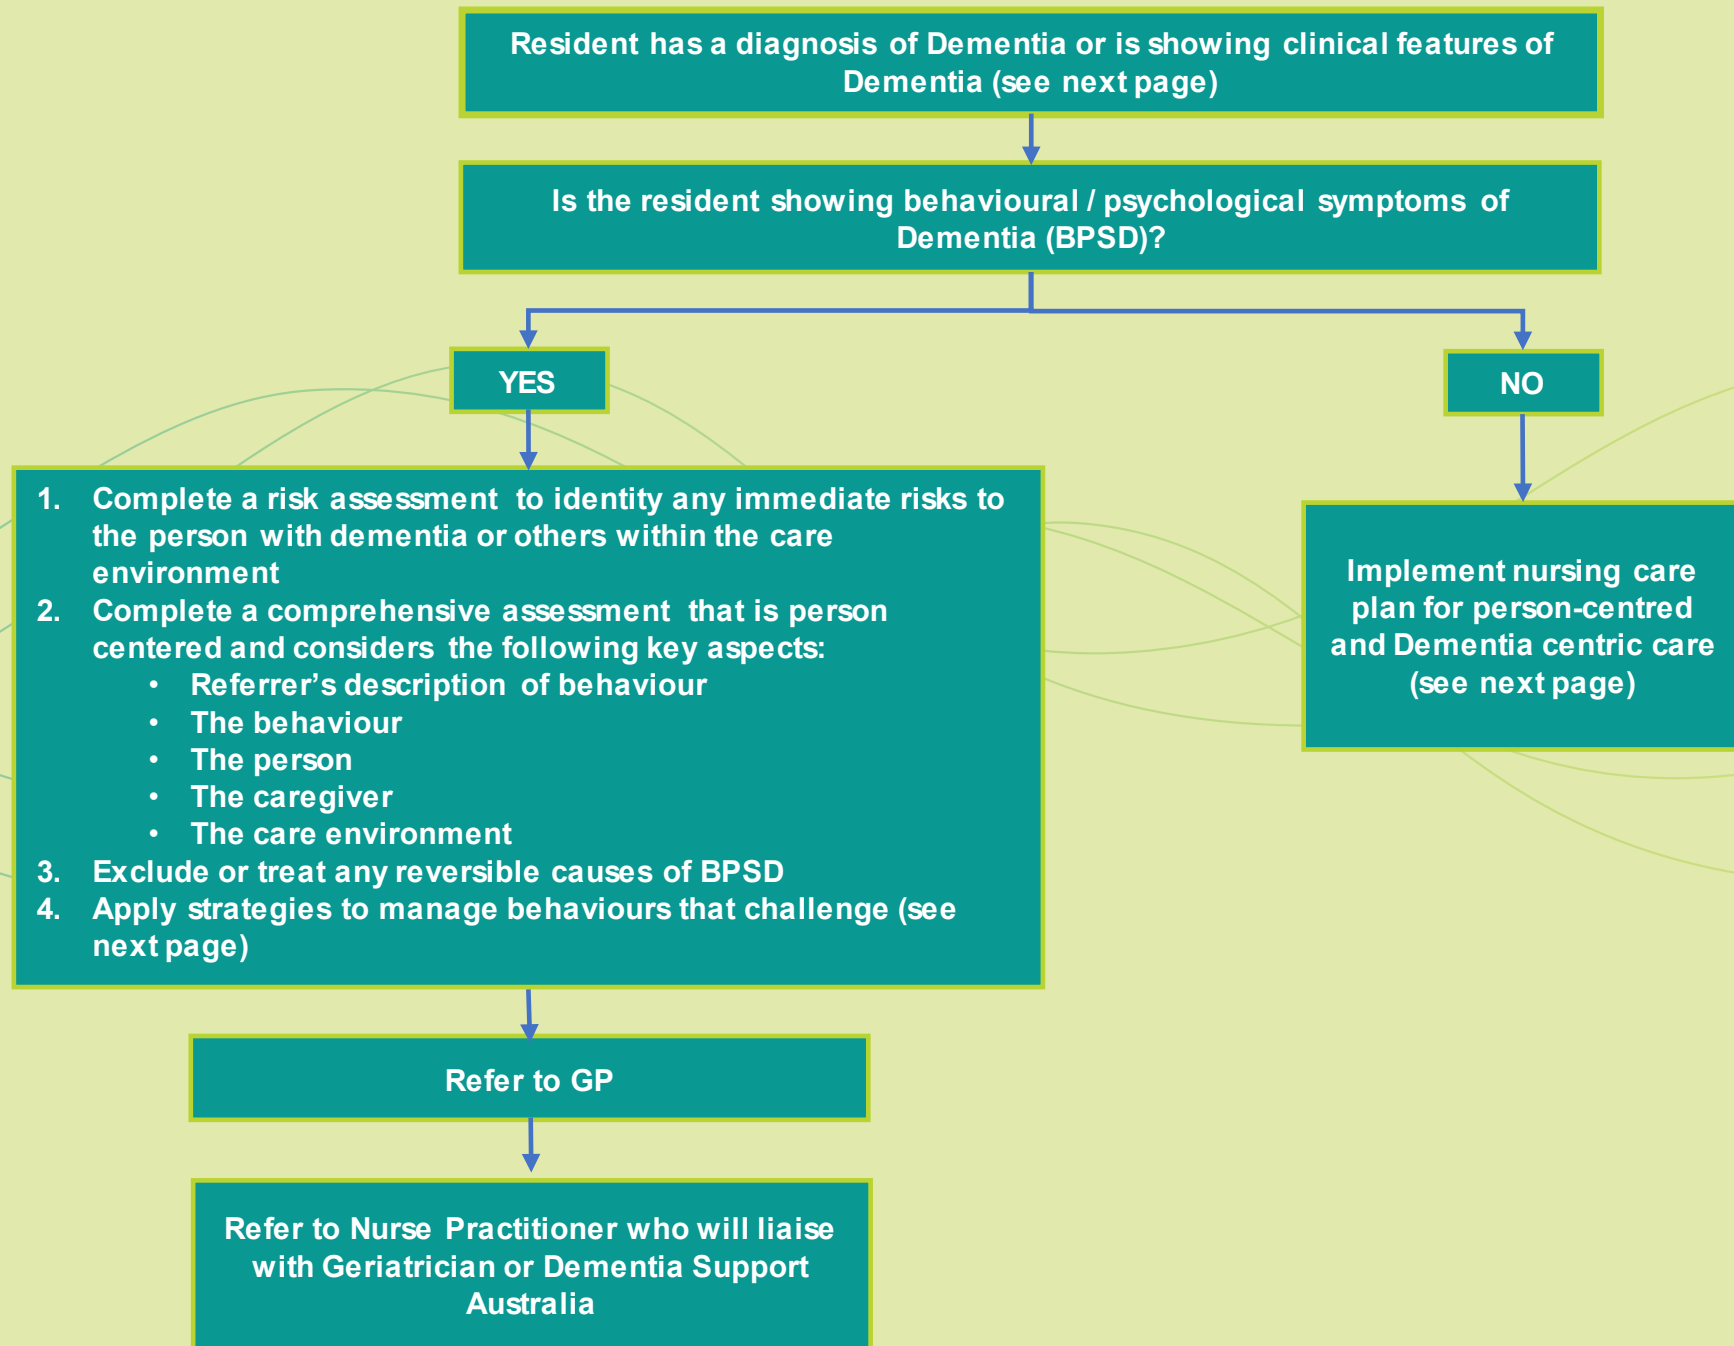 Resident has a diagnosis of Dementia or is showing clinical features of
Dementia (see next page)
Is the resident showing behavioural / psychological symptoms of
Dementia (BPSD)?
YES
NO
1. Complete a risk assessment to identity any immediate risks to
the person with dementia or others within the care
environment
2. Complete a comprehensive assessment that is person
centered and considers the following key aspects:
• Referrer's description of behaviour
• The behaviour
• The person
• The caregiver
• The care environment
3. Exclude or treat any reversible causes of BPSD
4. Apply strategies to manage behaviours that challenge (see
next page)
Implement nursing care
plan for person-centred
and Dementia centric care
(see next page)
Refer to GP
Refer to Nurse Practitioner who will liaise
with Geriatrician or Dementia Support
Australia